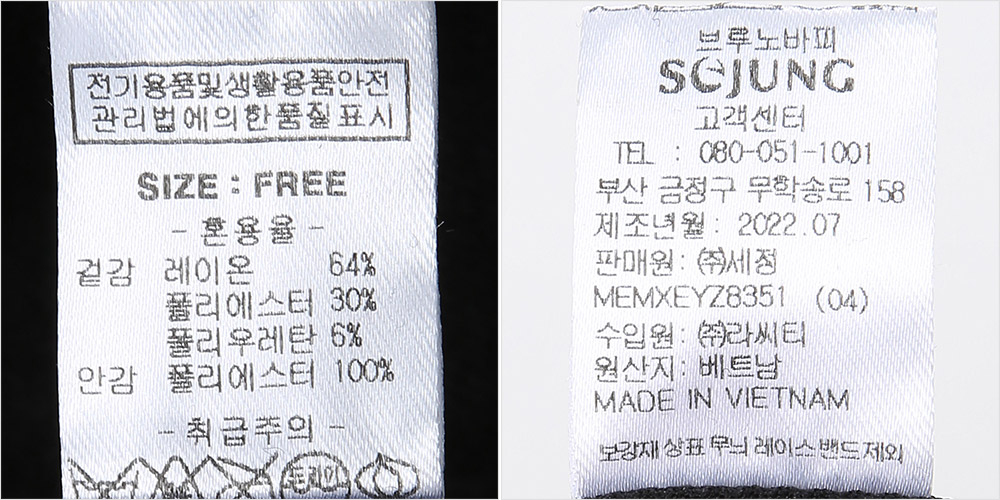 전기용품및생활용품안전
관리법에의한품질표시
SIZE : FREE
- 혼용율 -
겉감 레이온 64%
폴리에스터 30%
폴리우레탄 6%
안감 폴리에스터 100%
- 취급주의 -
드라이
브루노바피
SEJUNG
고객센터
TEL : 080-051-1001
부산 금정구 무학송로 158
제조년월: 2022.07
판매원: ㈜세정
MEMXEYZ8351 (04)
수입원: ㈜라씨티
원산지: 베트남
MADE IN VIETNAM
보강재 상표 무늬 레이스 밴드 제외